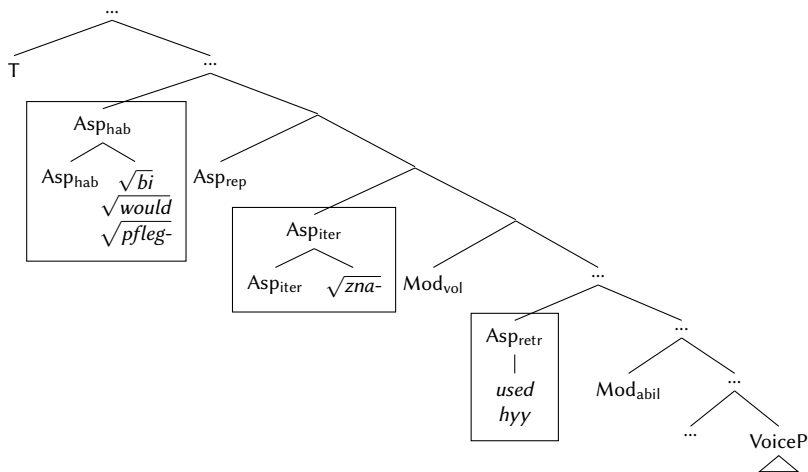 ...
T ...
Asp_hab
Asp_hab √bi Asp_rep
√would
√pfleg-
Asp_iter
Asp_iter √zna- Mod_vol ...
Asp_retr ...
used Mod_abil ...
hyy
... VoiceP